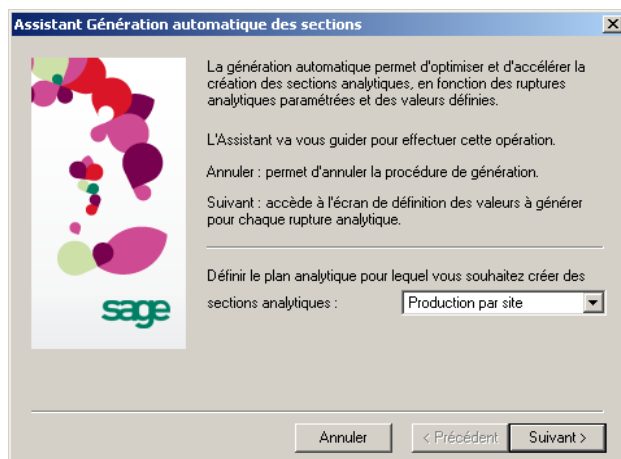 Assistant Génération automatique des sections
La génération automatique permet d'optimiser et d'accélérer la
création des sections analytiques, en fonction des ruptures
analytiques paramétrées et des valeurs définies.
L'Assistant va vous guider pour effectuer cette opération.
Annuler : permet d'annuler la procédure de génération.
Suivant : accède à l'écran de définition des valeurs à générer
pour chaque rupture analytique.
sage
Définir le plan analytique pour lequel vous souhaitez créer des
sections analytiques : Production par site
Annuler < Précédent Suivant >